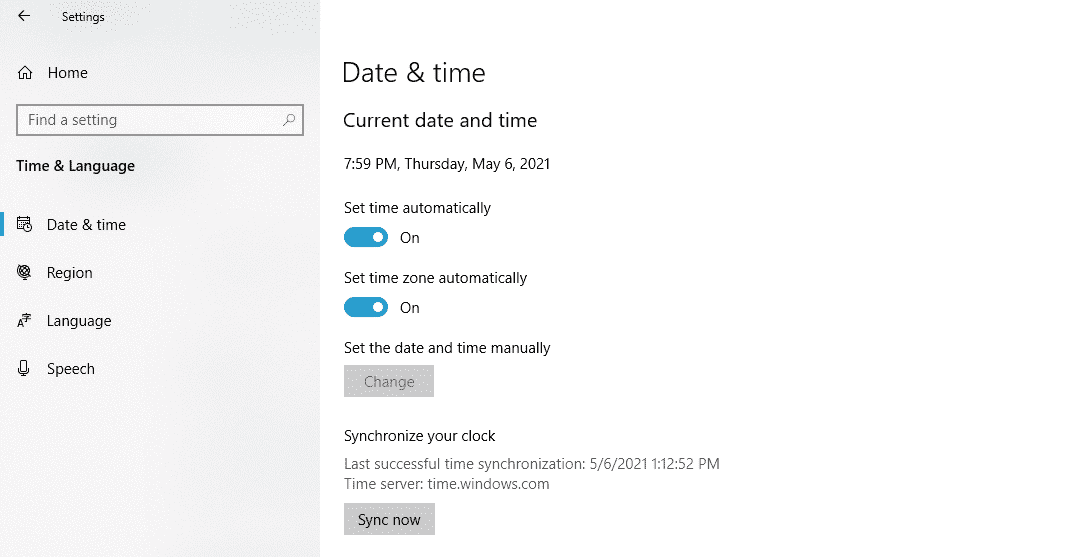 Settings
Home
Find a setting
Time & Language
Date & time
Region
Language
Speech
Date & time
Current date and time
7:59 PM, Thursday, May 6, 2021
Set time automatically
On
Set time zone automatically
On
Set the date and time manually
Change
Synchronize your clock
Last successful time synchronization: 5/6/2021 1:12:52 PM
Time server: time.windows.com
Sync now